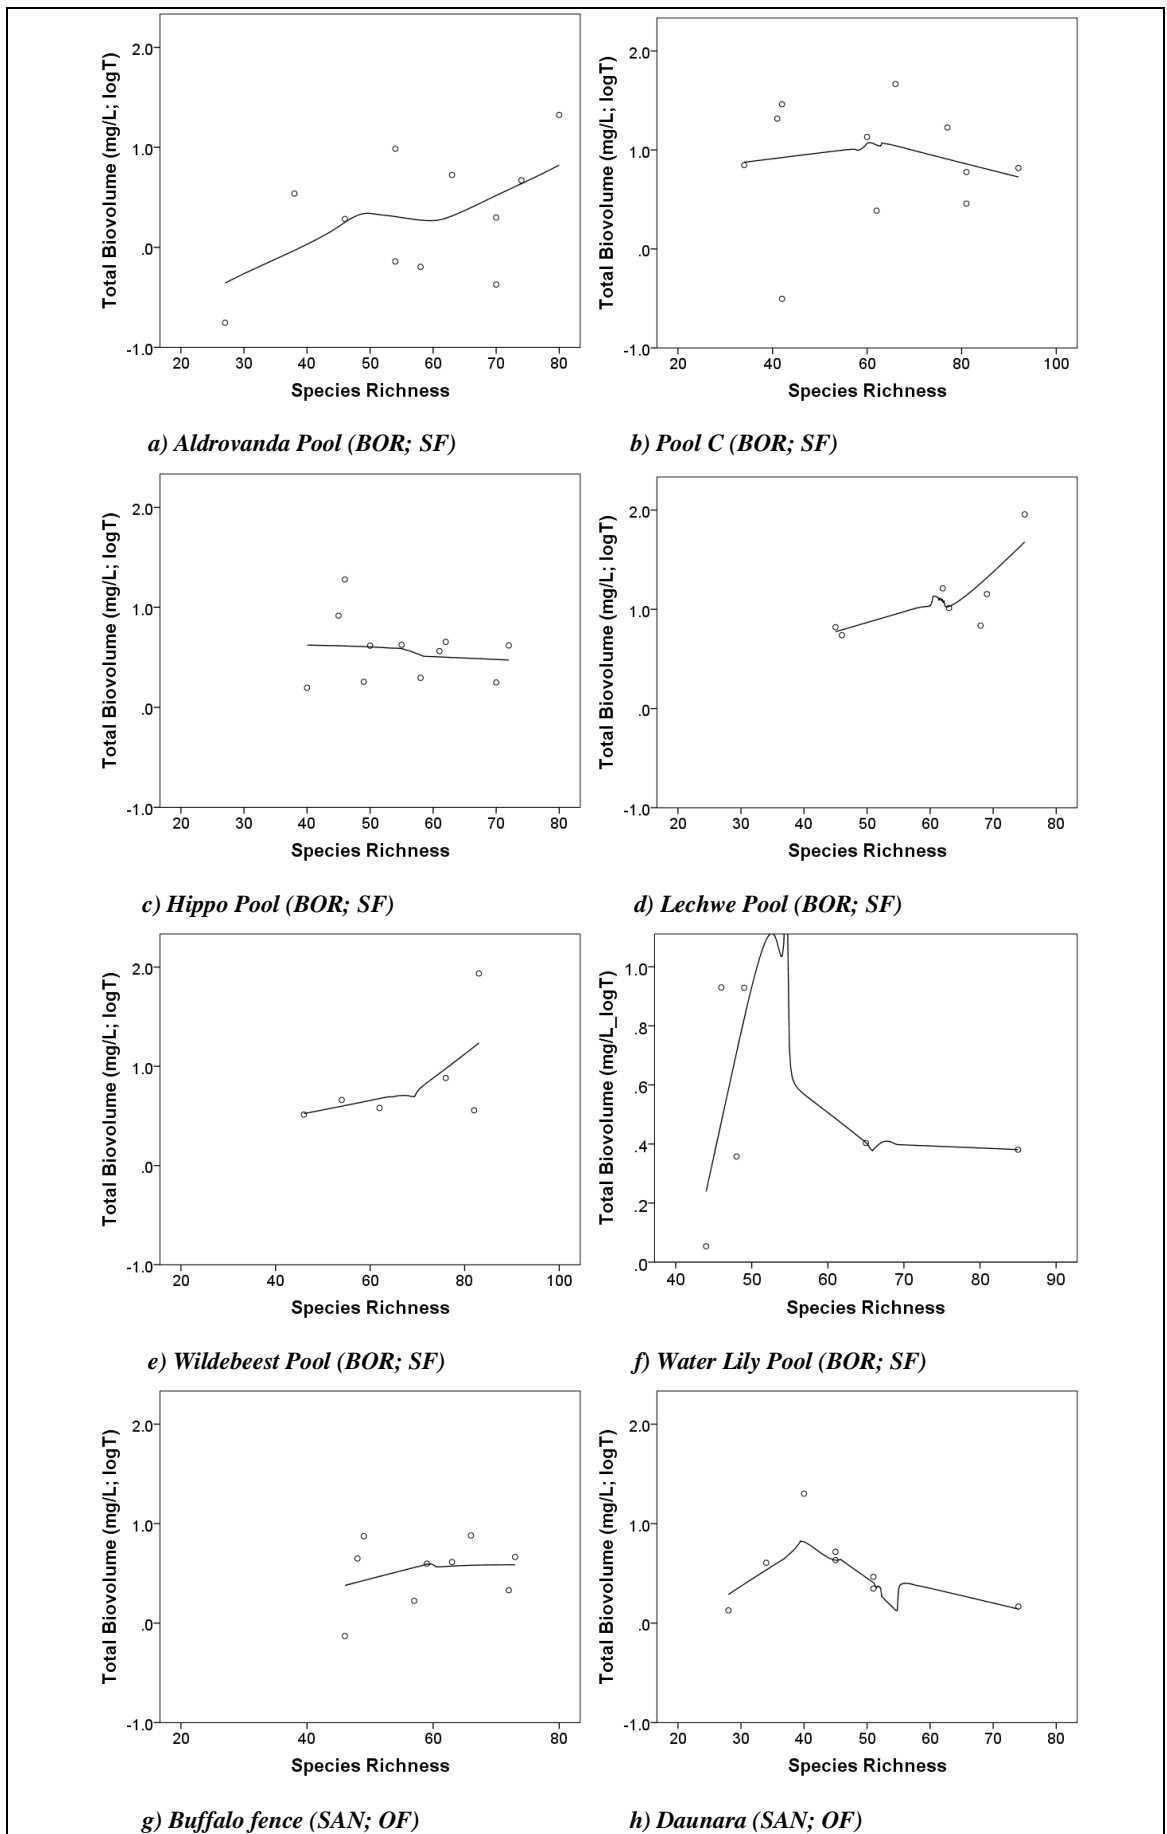 Total Biovolume (mg/L; logT)
2.0
1.0
.0
-1.0
20 30 40 50 60 70 80
Species Richness
a) Aldrovanda Pool (BOR; SF)
Total Biovolume (mg/L; logT)
2.0
1.0
.0
-1.0
20 40 60 80 100
Species Richness
b) Pool C (BOR; SF)
Total Biovolume (mg/L; logT)
2.0
1.0
.0
-1.0
20 30 40 50 60 70 80
Species Richness
c) Hippo Pool (BOR; SF)
Total Biovolume (mg/L; logT)
2.0
1.0
.0
-1.0
20 30 40 50 60 70 80
Species Richness
d) Lechwe Pool (BOR; SF)
Total Biovolume (mg/L; logT)
2.0
1.0
.0
-1.0
20 40 60 80 100
Species Richness
e) Wildebeest Pool (BOR; SF)
Total Biovolume (mg/L_logT)
1.0
.8
.6
.4
.2
.0
40 50 60 70 80 90
Species Richness
f) Water Lily Pool (BOR; SF)
Total Biovolume (mg/L; logT)
2.0
1.0
.0
-1.0
20 40 60 80
Species Richness
g) Buffalo fence (SAN; OF)
Total Biovolume (mg/L; logT)
2.0
1.0
.0
-1.0
20 30 40 50 60 70 80
Species Richness
h) Daunara (SAN; OF)